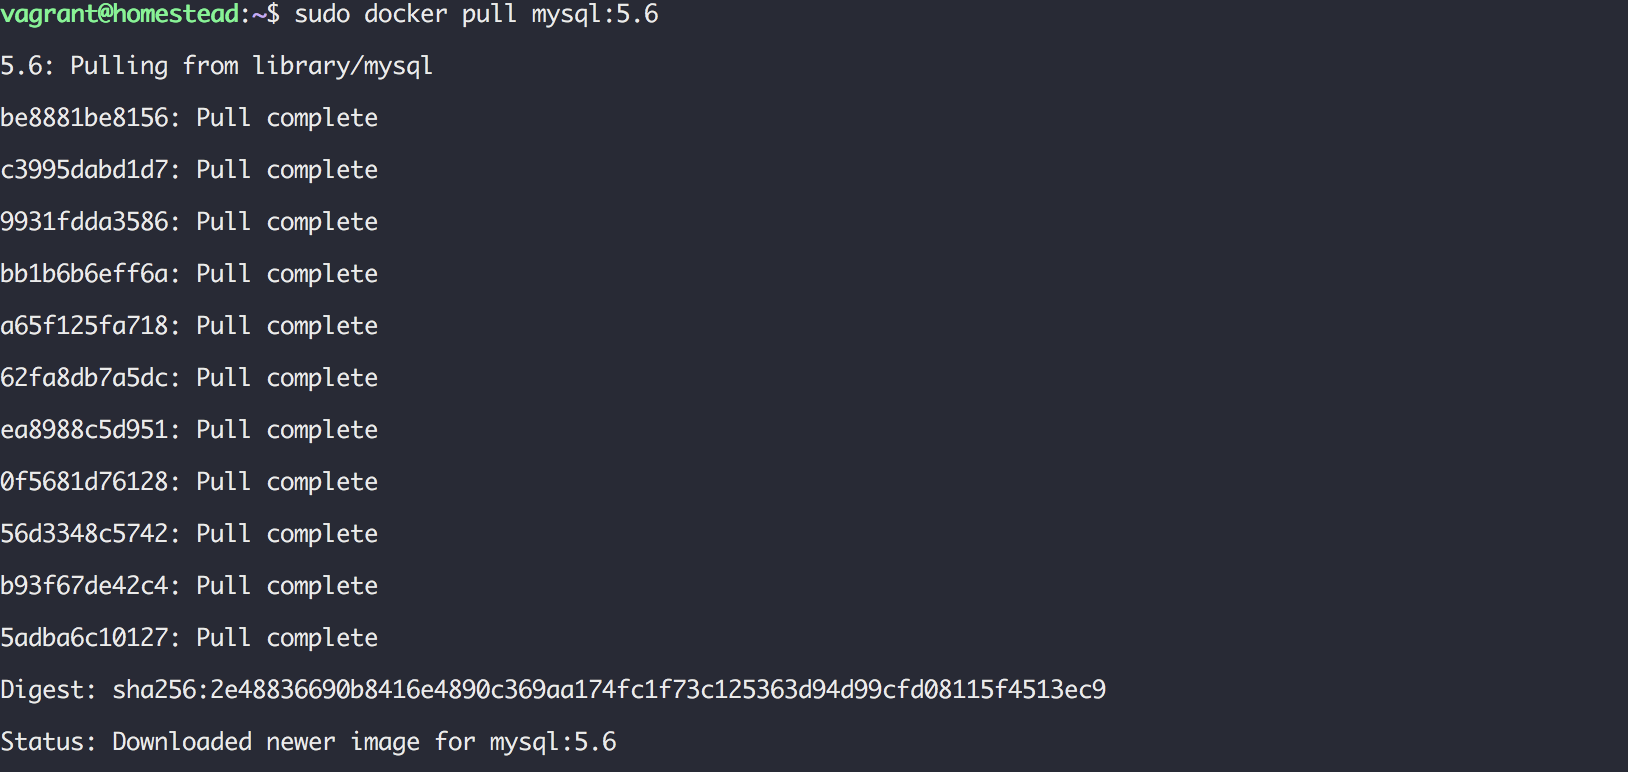 vagrant@homestead:~$ sudo docker pull mysql:5.6
5.6: Pulling from library/mysql
be8881be8156: Pull complete
c3995dabd1d7: Pull complete
9931fdda3586: Pull complete
bb1b6b6eff6a: Pull complete
a65f125fa718: Pull complete
62fa8db7a5dc: Pull complete
ea8988c5d951: Pull complete
0f5681d76128: Pull complete
56d3348c5742: Pull complete
b93f67de42c4: Pull complete
5adba6c10127: Pull complete
Digest: sha256:2e48836690b8416e4890c369aa174fc1f73c125363d94d99cfd08115f4513ec9
Status: Downloaded newer image for mysql:5.6